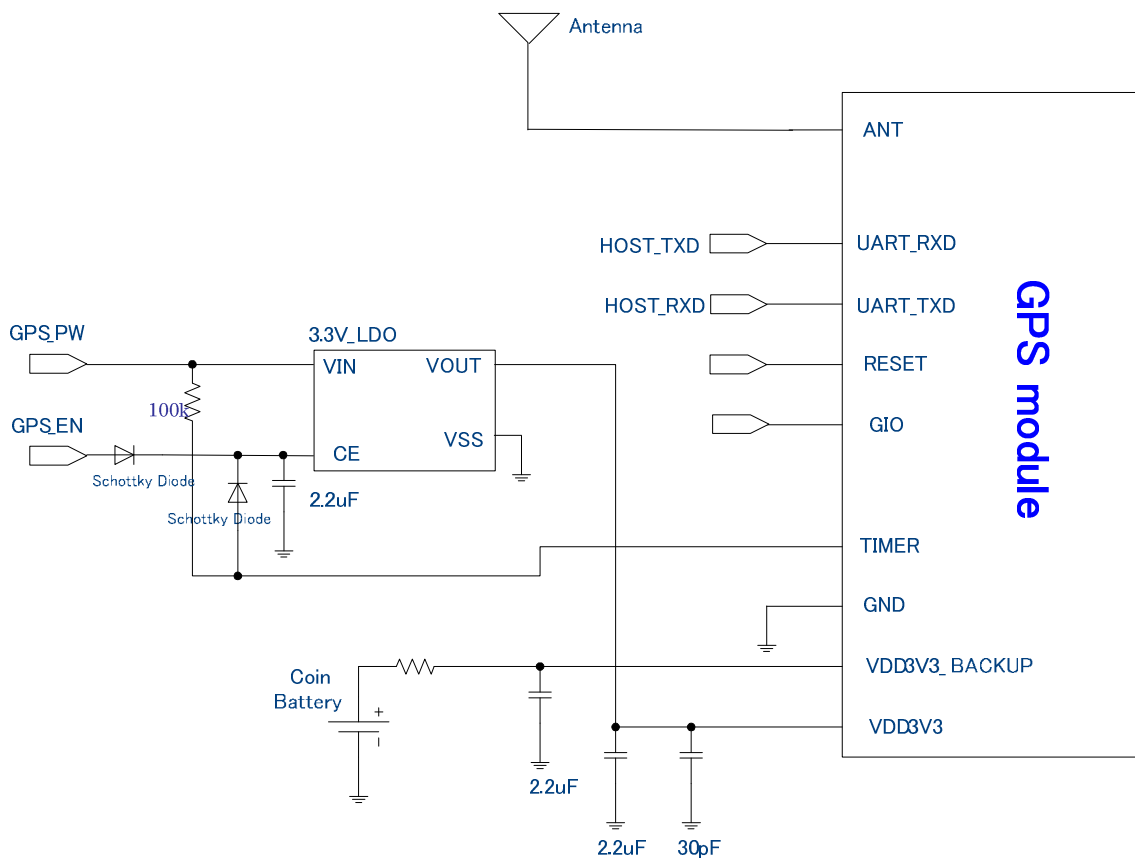 Antenna
ANT
HOST_TXD
UART_RXD
HOST_RXD
UART_TXD
GPS_PW
3.3V_LDO
VIN
VOUT
RESET
100k
GPS_EN
GIO
VSS
CE
Schottky Diode
2.2uF
Schottky Diode
GPS module
TIMER
GND
Coin
Battery
+
-
VDD3V3_BACKUP
VDD3V3
2.2uF
2.2uF
30pF